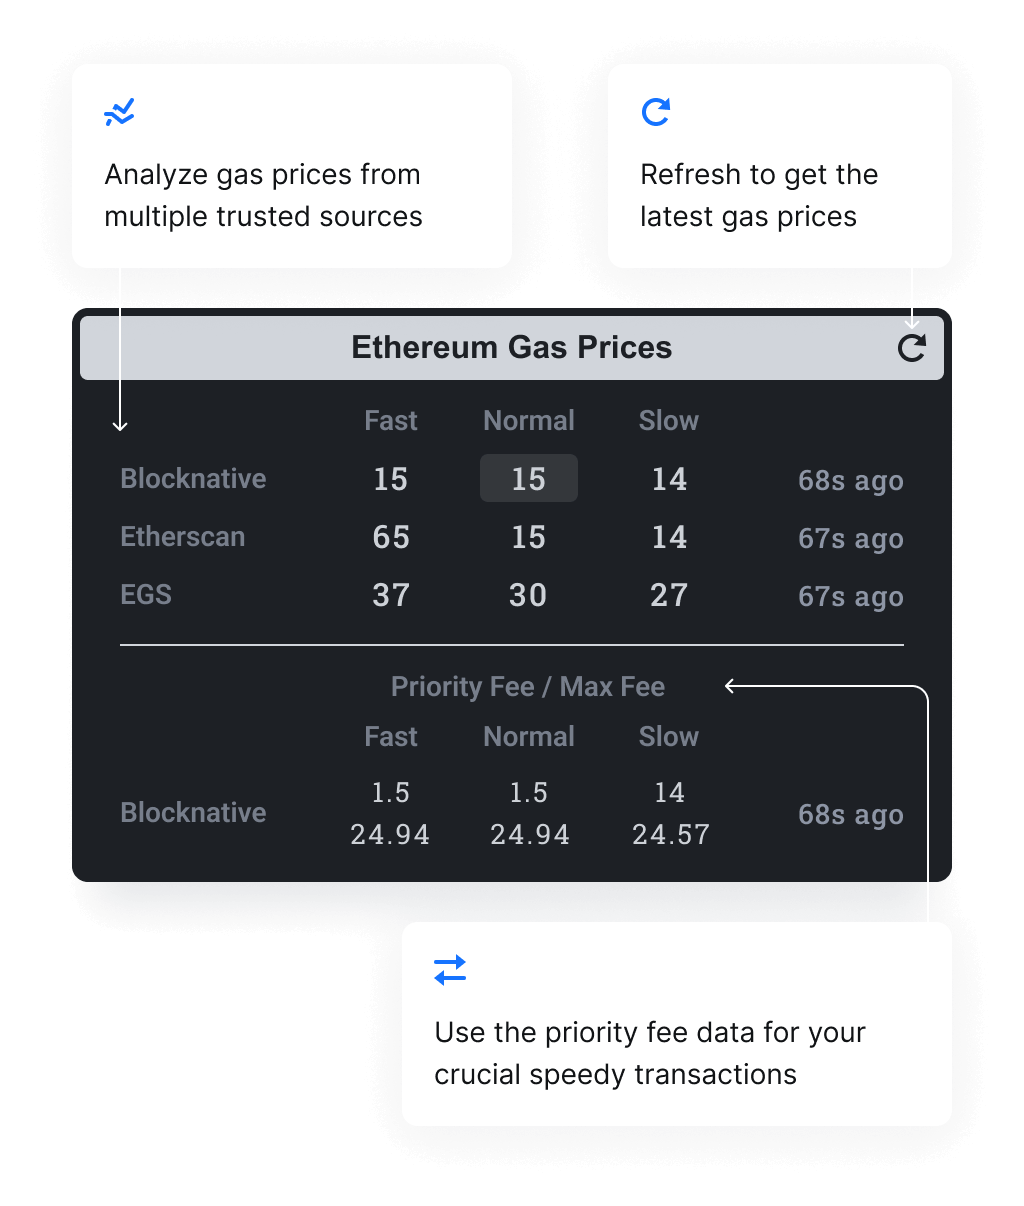 Analyze gas prices from
multiple trusted sources
Refresh to get the
latest gas prices
Ethereum Gas Prices
Fast Normal Slow
Blocknative 15 15 14 68s ago
Etherscan 65 15 14 67s ago
EGS 37 30 27 67s ago
Priority Fee / Max Fee
Fast Normal Slow
1.5 1.5 14
Blocknative 68s ago
24.94 24.94 24.57
Use the priority fee data for your
crucial speedy transactions